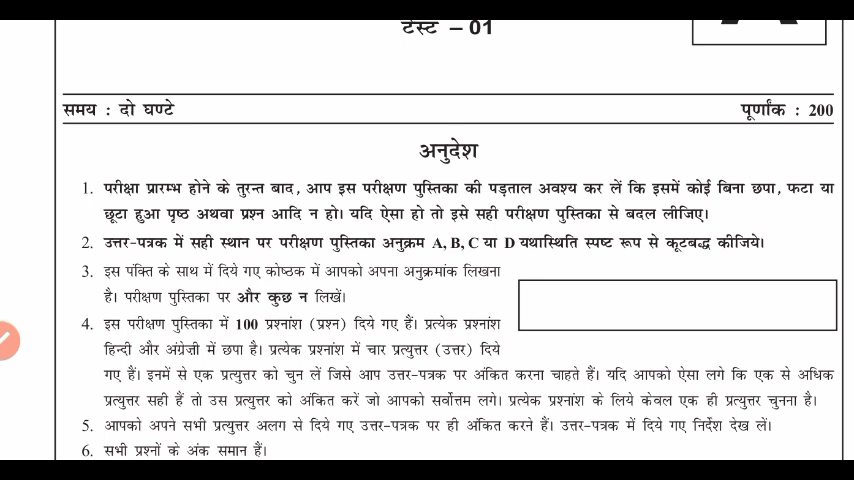 टेस्ट – 01
समय : दो घण्टे
पूर्णांक : 200
अनुदेश
1. परीक्षा प्रारम्भ होने के तुरन्त बाद, आप इस परीक्षण पुस्तिका की पड़ताल अवश्य कर लें कि इसमें कोई बिना छपा, फटा या
छूटा हुआ पृष्ठ अथवा प्रश्न आदि न हो। यदि ऐसा हो तो इसे सही परीक्षण पुस्तिका से बदल लीजिए।
2. उत्तर-पत्रक में सही स्थान पर परीक्षण पुस्तिका अनुक्रम A, B, C या D यथास्थिति स्पष्ट रूप से कूटबद्ध कीजिये।
3. इस पंक्ति के साथ में दिये गए कोष्ठक में आपको अपना अनुक्रमांक लिखना
है। परीक्षण पुस्तिका पर और कुछ न लिखें।
4. इस परीक्षण पुस्तिका में 100 प्रश्नांश (प्रश्न) दिये गए हैं। प्रत्येक प्रश्नांश
हिन्दी और अंग्रेज़ी में छपा है। प्रत्येक प्रश्नांश में चार प्रत्युत्तर (उत्तर) दिये
गए हैं। इनमें से एक प्रत्युत्तर को चुन लें जिसे आप उत्तर-पत्रक पर अंकित करना चाहते हैं। यदि आपको ऐसा लगे कि एक से अधिक
प्रत्युत्तर सही हैं तो उस प्रत्युत्तर को अंकित करें जो आपको सर्वोत्तम लगे। प्रत्येक प्रश्नांश के लिये केवल एक ही प्रत्युत्तर चुनना है।
5. आपको अपने सभी प्रत्युत्तर अलग से दिये गए उत्तर-पत्रक पर ही अंकित करने हैं। उत्तर-पत्रक में दिये गए निर्देश देख लें।
6. सभी प्रश्नों के अंक समान हैं।